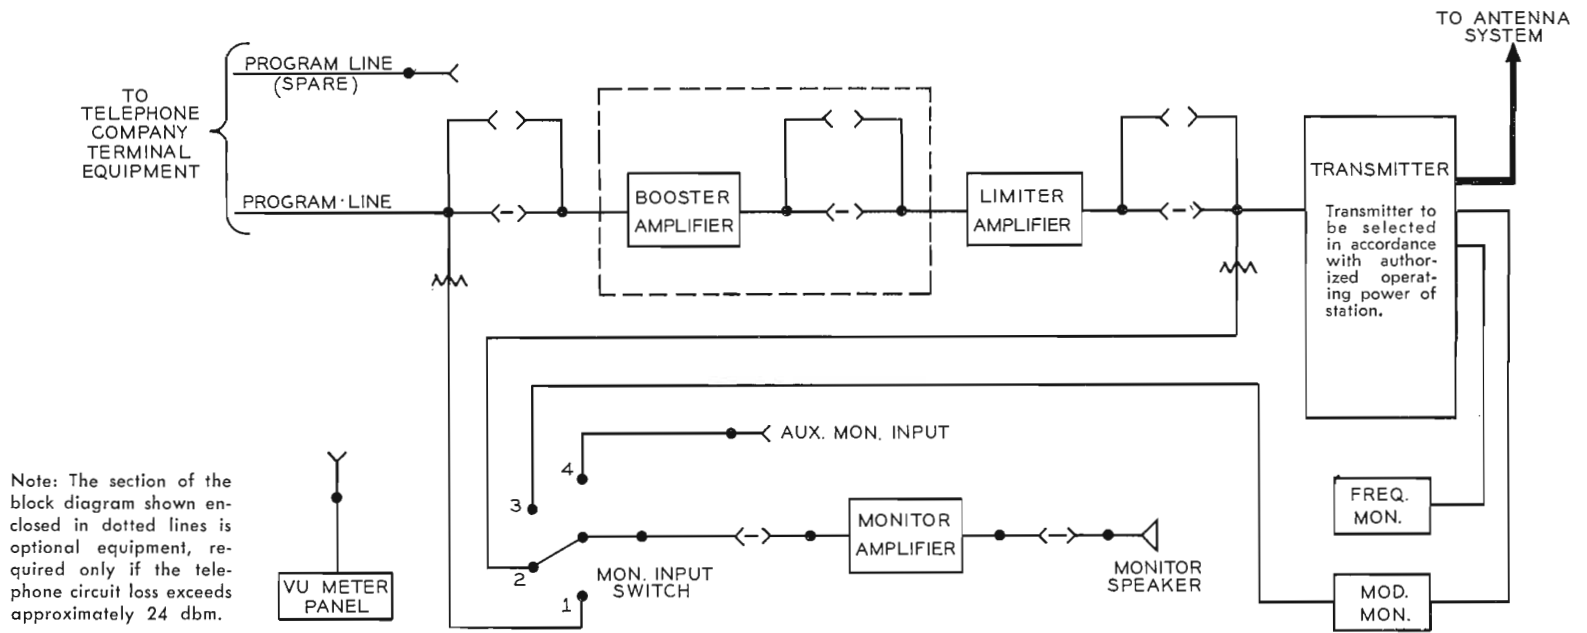 TO ANTENNA
SYSTEM
PROGRAM LINE
(SPARE)
TO
TELEPHONE
COMPANY
TERMINAL
EQUIPMENT
PROGRAM·LINE
BOOSTER
AMPLIFIER
LIMITER
AMPLIFIER
TRANSMITTER
Transmitter to
be selected
in accordance
with author-
ized operat-
ing power of
station.
AUX. MON. INPUT
4
3
2
1
MON. INPUT
SWITCH
MONITOR
AMPLIFIER
MONITOR
SPEAKER
FREQ.
MON.
MOD.
MON.
Note: The section of the
block diagram shown en-
closed in dotted lines is
optional equipment, re-
quired only if the tele-
phone circuit loss exceeds
approximately 24 dbm.
VU METER
PANEL